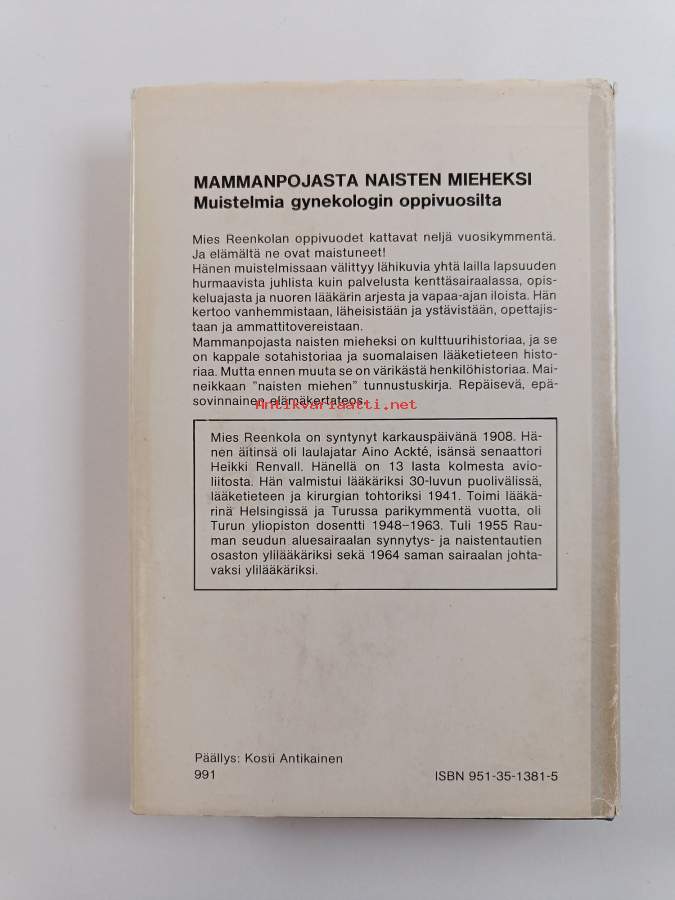 MAMMANPOJASTA NAISTEN MIEHEKSI
Muistelmia gynekologin oppivuosilta
Mies Reenkolan oppivuodet kattavat neljä vuosikymmentä.
Ja elämältä ne ovat maistuneet!
Hänen muistelmissaan välittyy lähikuvia yhtä lailla lapsuuden
hurmaavista juhlista kuin palvelusta kenttäsairaalassa, opis-
keluajasta ja nuoren lääkärin arjesta ja vapaa-ajan iloista. Hän
kertoo vanhemmistaan, läheisistään ja ystävistään, opettajis-
taan ja ammattitovereistaan.
Mammanpojasta naisten mieheksi on kulttuurihistoriaa, ja se
on kappale sotahistoriaa ja suomalaisen lääketieteen histo-
riaa. Mutta ennen muuta se on värikästä henkilöhistoriaa. Mai-
neikkaan "naisten miehen" tunnustuskirja. Repäisevä, epä-
sovinnainen elämäkertateos.
Antikvariaatti.net
Mies Reenkola on syntynyt karkauspäivänä 1908. Hä-
nen äitinsä oli laulajatar Aino Ackté, isänsä senaattori
Heikki Renvall. Hänellä on 13 lasta kolmesta avio-
liitosta. Hän valmistui lääkäriksi 30-luvun puolivälissä,
lääketieteen ja kirurgian tohtoriksi 1941. Toimi lääkä-
rinä Helsingissä ja Turussa parikymmentä vuotta, oli
Turun yliopiston dosentti 1948–1963. Tuli 1955 Rau-
man seudun aluesairaalan synnytys- ja naistentautien
osaston ylilääkäriksi sekä 1964 saman sairaalan johta-
vaksi ylilääkäriksi.
Päällys: Kosti Antikainen
991
ISBN 951-35-1381-5